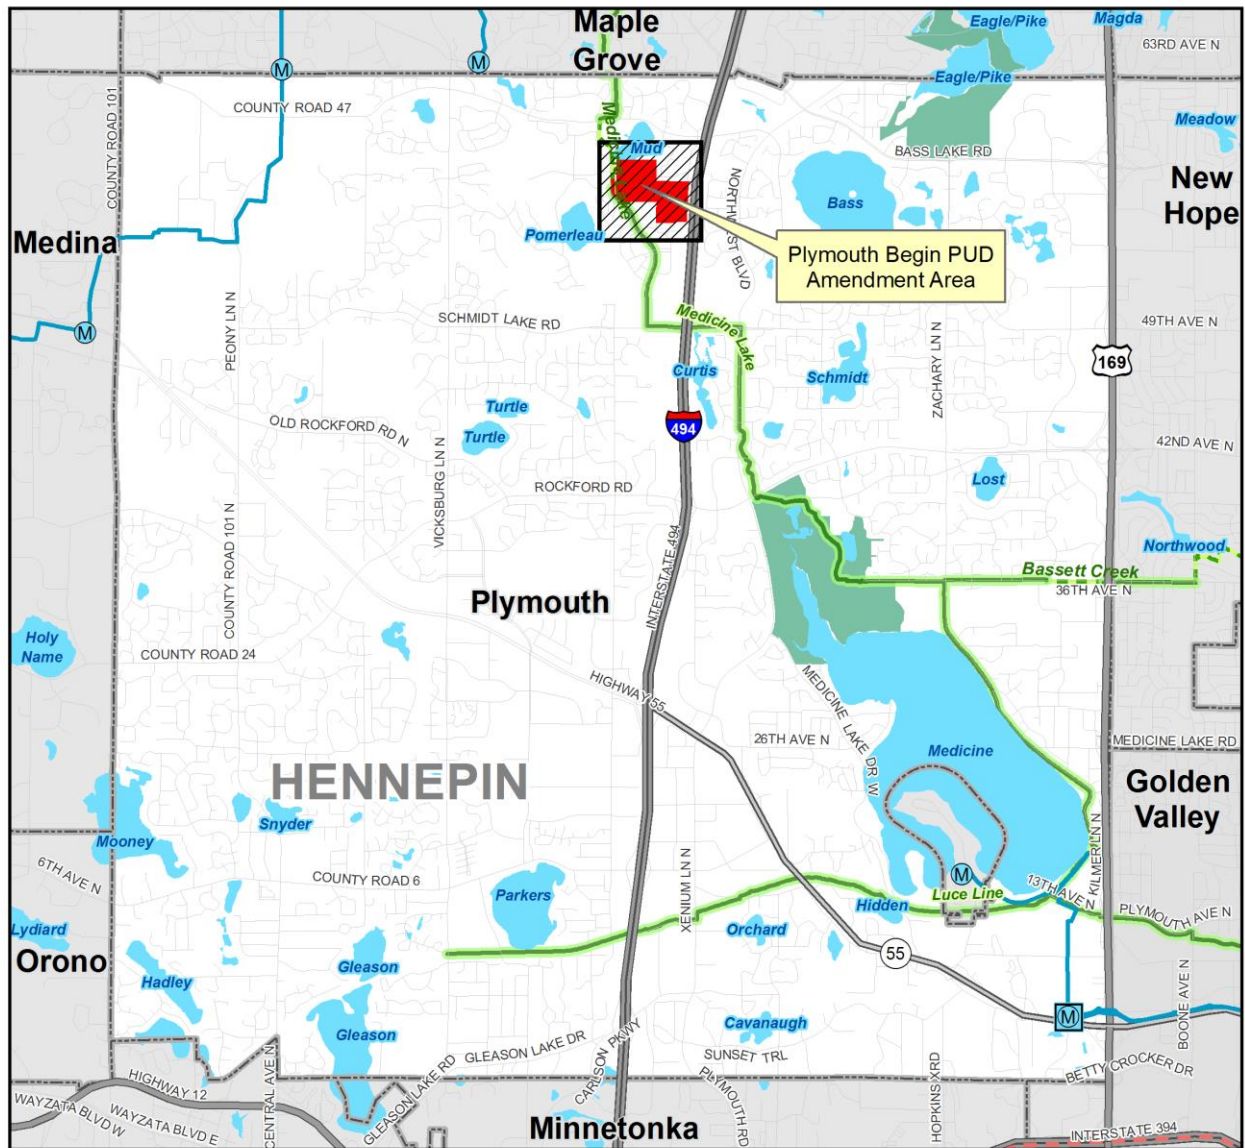 Maple
Grove
Eagle/Pike
Magda
63RD AVE N
M
M
Eagle/Pike
COUNTY ROAD 47
COUNTY ROAD 101
Medicine Lake
Mud
Meadow
BASS LAKE RD
New
Hope
NORTHWEST BLVD
Bass
Medina
Pomerleau
Plymouth Begin PUD
Amendment Area
M
PEONY LN N
SCHMIDT LAKE RD
Medicine Lake
49TH AVE N
ZACHARY LN N
169
Curtis
Schmidt
Turtle
Turtle
OLD ROCKFORD RD N
494
VICKSBURG LN N
42ND AVE N
ROCKFORD RD
Lost
INTERSTATE 494
Northwood
COUNTY ROAD 101 N
Bassett Creek
36TH AVE N
Plymouth
Holy
Name
COUNTY ROAD 24
HIGHWAY 55
MEDICINE LAKE DR W
26TH AVE N
Medicine
MEDICINE LAKE RD
HENNEPIN
Golden
Valley
Snyder
Mooney
6TH AVE N
COUNTY ROAD 6
Parkers
XENIUM LN N
M
KILMER LN N
13TH AVE N
Luce Line
Hidden
PLYMOUTH AVE N
Lydiard
Orono
Orchard
55
Gleason
Hadley
Gleason
BOONE AVE N
M
Cavanaugh
GLEASON LAKE DR
CARLSON PKWY
SUNSET TRL
BETTY CROCKER DR
HIGHWAY 12
CENTRAL AVE N
GLEASON LAKE RD
PLYMOUTH RD
HOPKINS XRD
WAYZATA BLVD W
WAYZATA BLVD E
Minnetonka
INTERSTATE 394